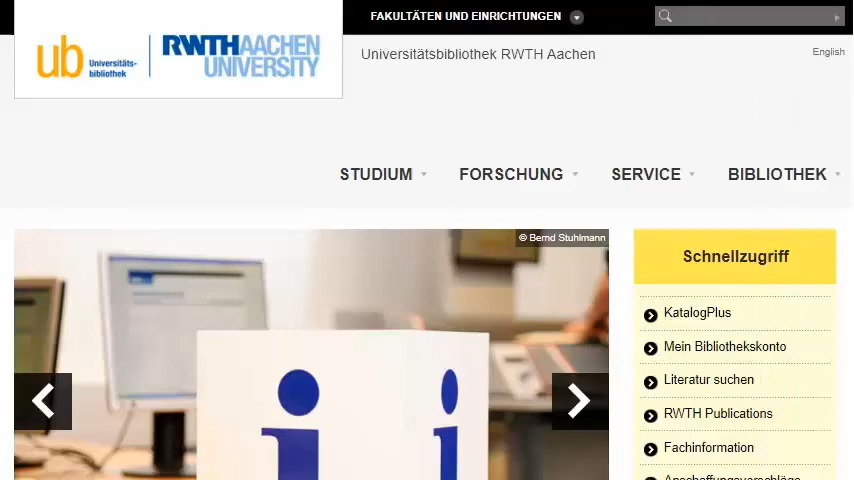 FAKULTÄTEN UND EINRICHTUNGEN
ub Universitäts-
bibliothek
RWTHAACHEN
UNIVERSITY
Universitätsbibliothek RWTH Aachen
English
STUDIUM
FORSCHUNG
SERVICE
BIBLIOTHEK
© Bernd Stuhlmann
i i
Schnellzugriff
KatalogPlus
Mein Bibliothekskonto
Literatur suchen
RWTH Publications
Fachinformation
Anschaffungsvorschläge